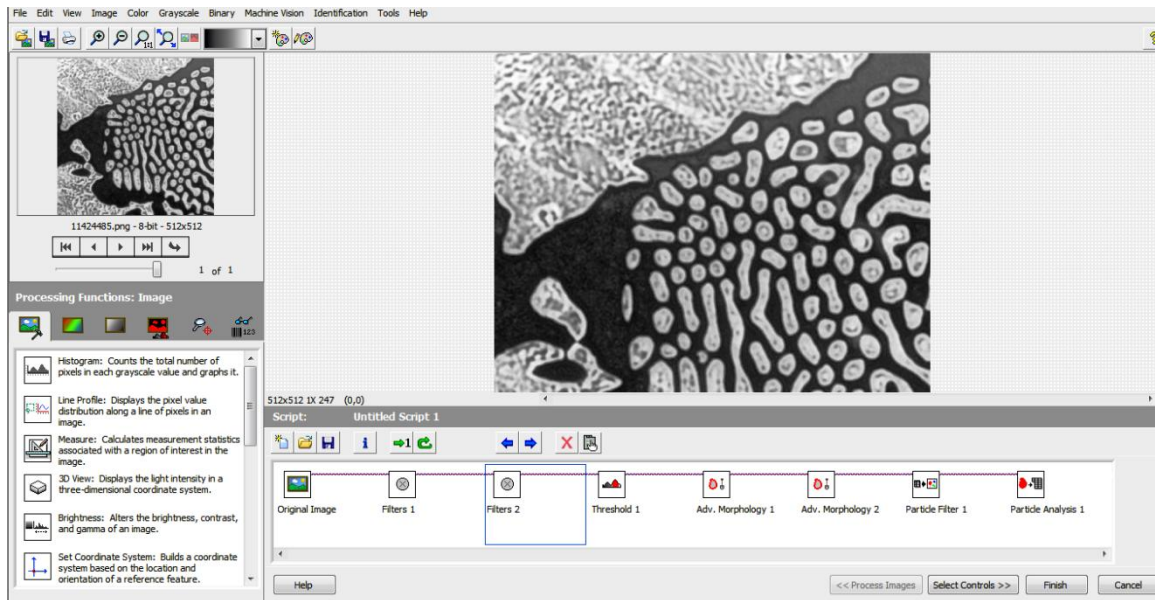 File Edit View Image Color Grayscale Binary Machine Vision Identification Tools Help
1:1
11424485.png - 8-bit - 512x512
1 of 1
Processing Functions: Image
123
Histogram: Counts the total number of
pixels in each grayscale value and graphs it.
Line Profile: Displays the pixel value
distribution along a line of pixels in an
image.
Measure: Calculates measurement statistics
associated with a region of interest in the
image.
3D View: Displays the light intensity in a
three-dimensional coordinate system.
Brightness: Alters the brightness, contrast,
and gamma of an image.
Set Coordinate System: Builds a coordinate
system based on the location and
orientation of a reference feature.
512x512 1X 247 (0,0)
Script: Untitled Script 1
1
Original Image Filters 1 Filters 2 Threshold 1 Adv. Morphology 1 Adv. Morphology 2 Particle Filter 1 Particle Analysis 1
Help << Process Images Select Controls >> Finish Cancel